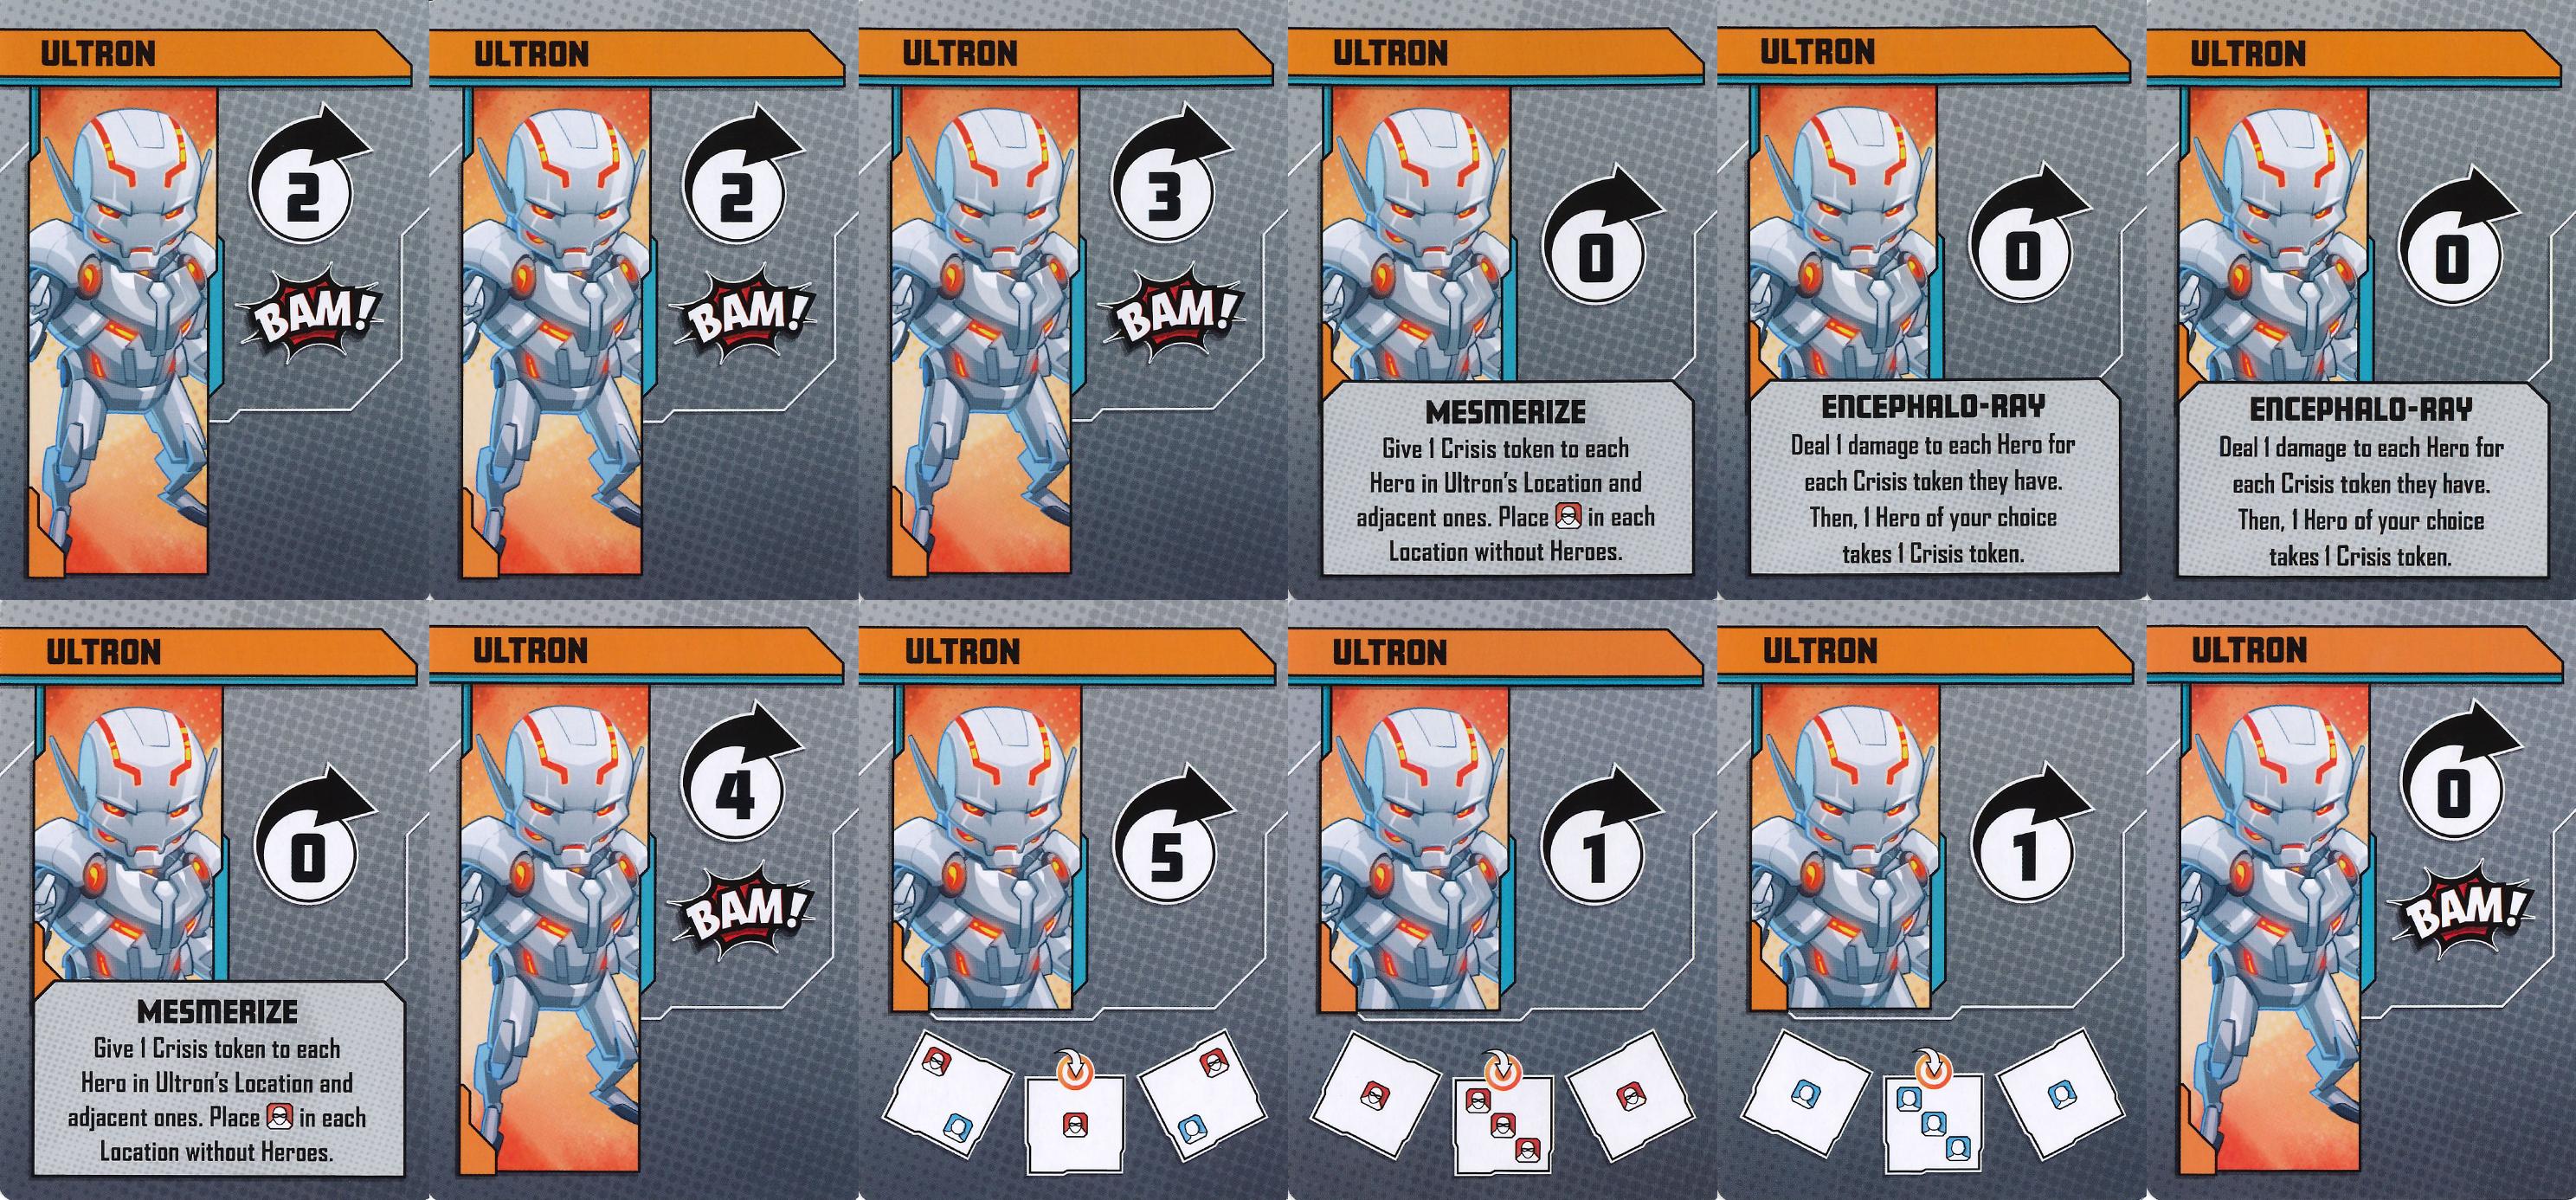 ULTRON
2
BAM!
ULTRON
2
BAM!
ULTRON
3
BAM!
ULTRON
0
MESMERIZE
Give 1 Crisis token to each
Hero in Ultron's Location and
adjacent ones. Place in each
Location without Heroes.
ULTRON
0
ENCEPHALO-RAY
Deal 1 damage to each Hero for
each Crisis token they have.
Then, 1 Hero of your choice
takes 1 Crisis token.
ULTRON
0
ENCEPHALO-RAY
Deal 1 damage to each Hero for
each Crisis token they have.
Then, 1 Hero of your choice
takes 1 Crisis token.
ULTRON
0
MESMERIZE
Give 1 Crisis token to each
Hero in Ultron's Location and
adjacent ones. Place in each
Location without Heroes.
ULTRON
4
BAM!
ULTRON
5
ULTRON
1
ULTRON
1
ULTRON
0
BAM!